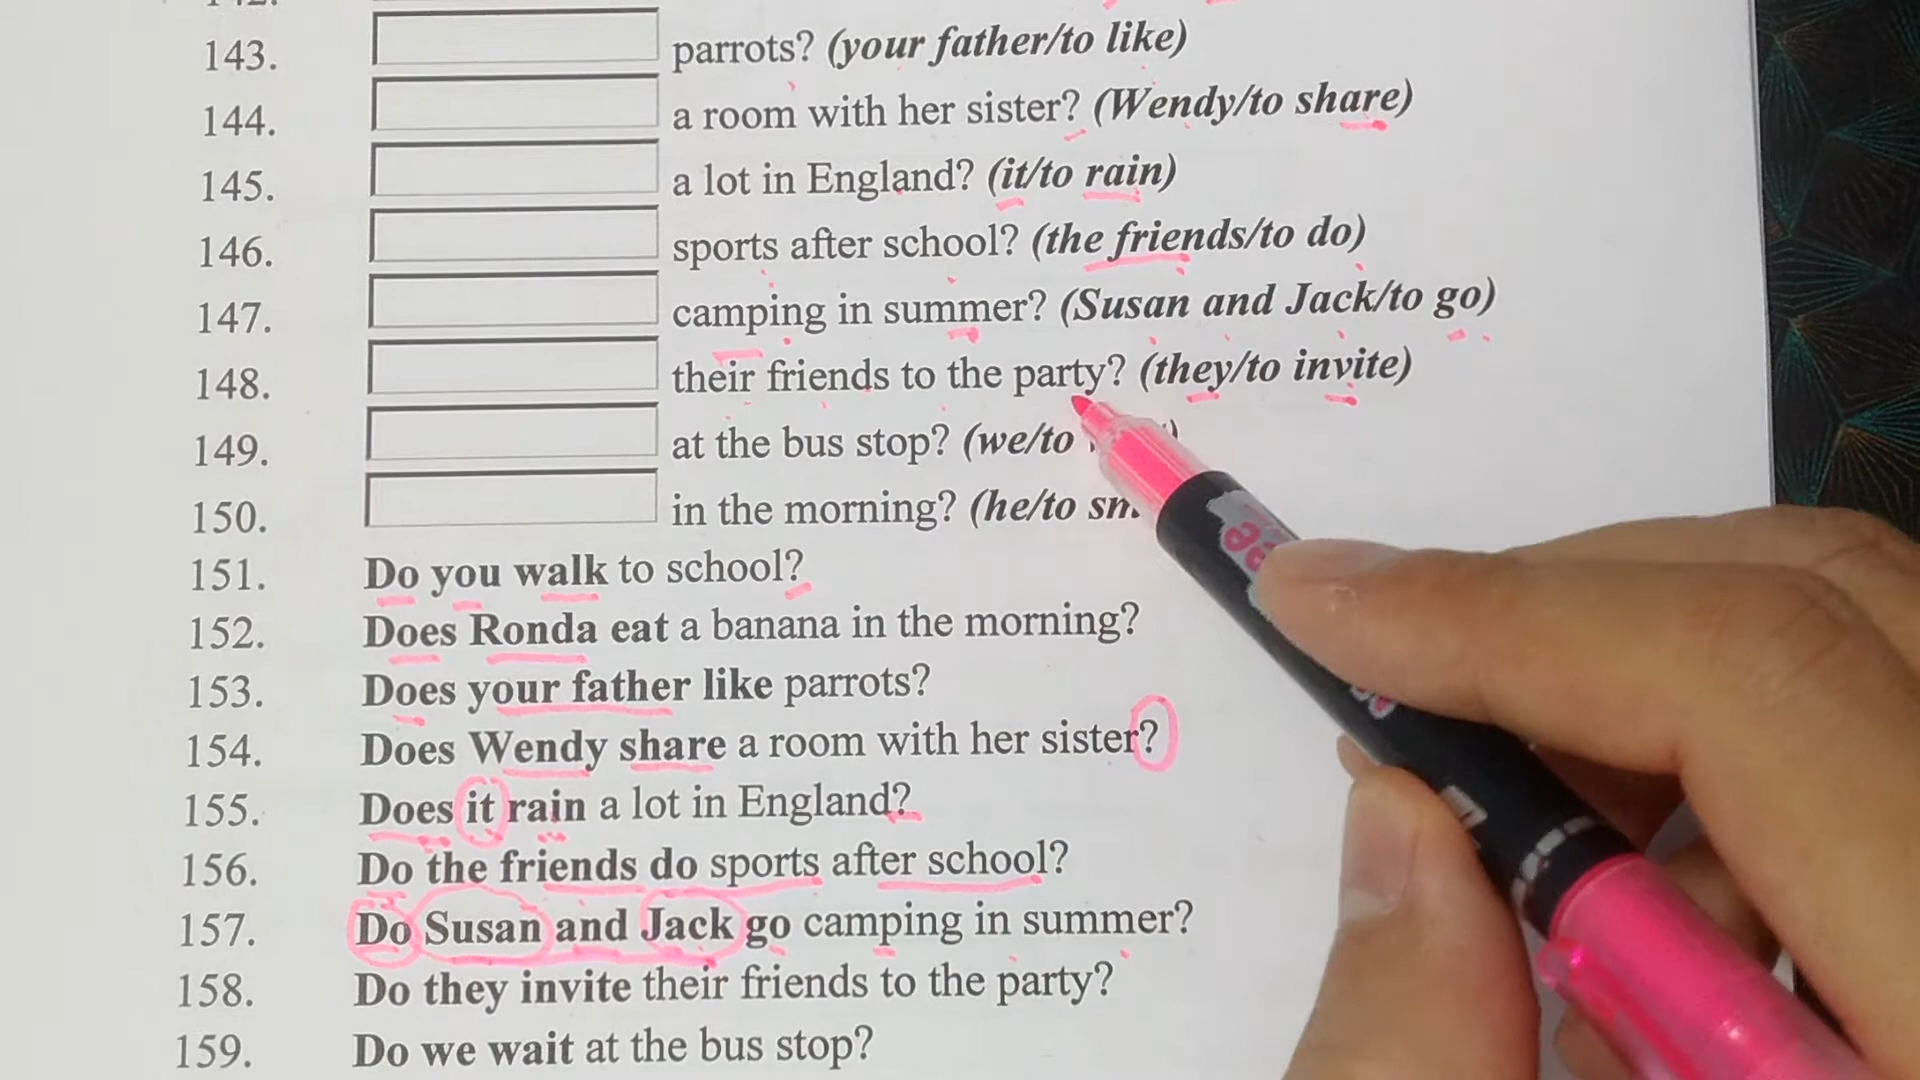 143. parrots? (your father/to like)
144. a room with her sister? (Wendy/to share)
145. a lot in England? (it/to rain)
146. sports after school? (the friends/to do)
147. camping in summer? (Susan and Jack/to go)
148. their friends to the party? (they/to invite)
149. at the bus stop? (we/to
150. in the morning? (he/to
151. Do you walk to school?
152. Does Ronda eat a banana in the morning?
153. Does your father like parrots?
154. Does Wendy share a room with her sister?
155. Does it rain a lot in England?
156. Do the friends do sports after school?
157. Do Susan and Jack go camping in summer?
158. Do they invite their friends to the party?
159. Do we wait at the bus stop?